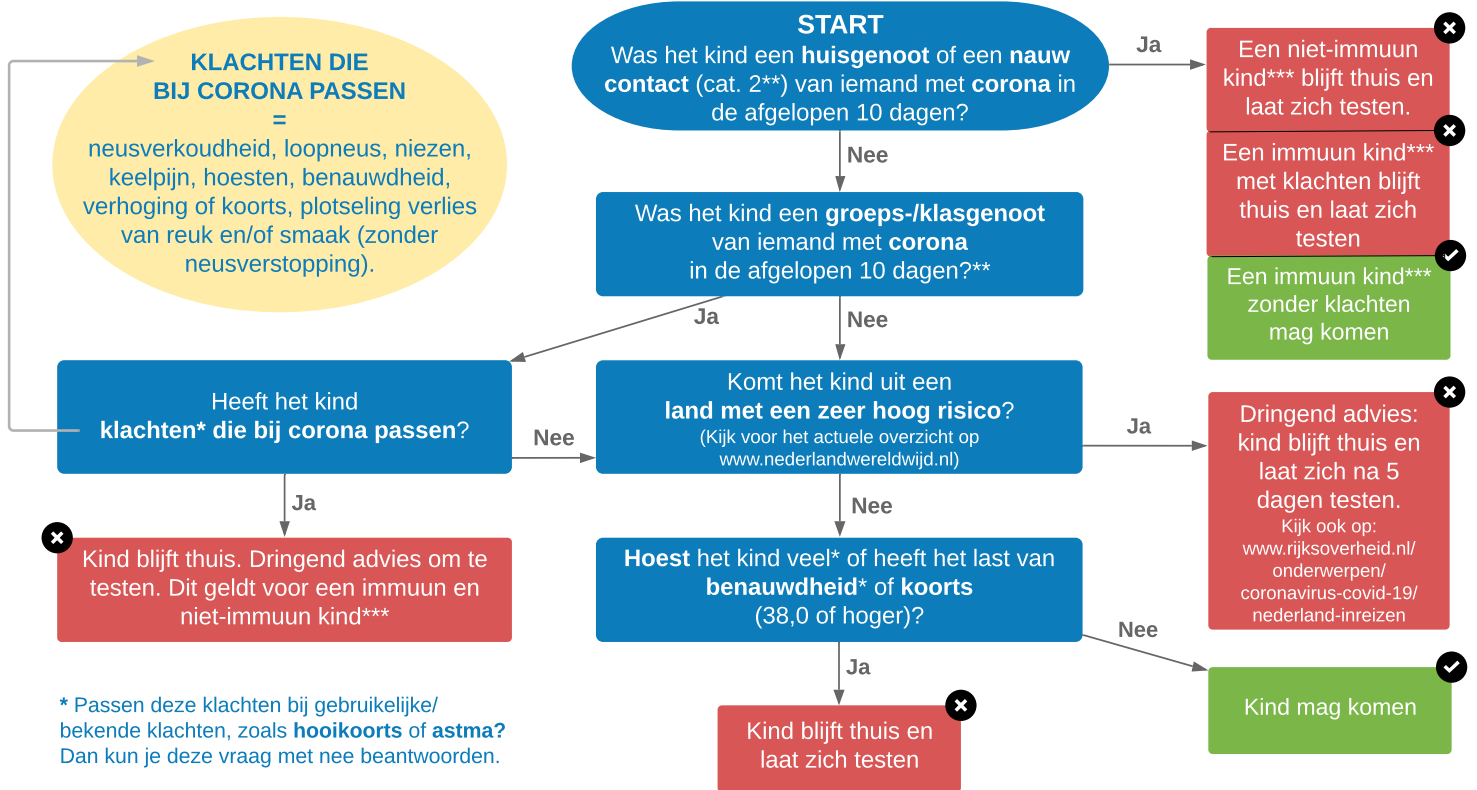 KLACHTEN DIE
BIJ CORONA PASSEN
=
neusverkoudheid, loopneus, niezen,
keelpijn, hoesten, benauwdheid,
verhoging of koorts, plotseling verlies
van reuk en/of smaak (zonder
neusverstopping).
START
Was het kind een huisgenoot of een nauw
contact (cat. 2**) van iemand met corona in
de afgelopen 10 dagen?
Ja
Een niet-immuun
kind*** blijft thuis en
laat zich testen.
Een immuun kind***
met klachten blijft
thuis en laat zich
testen
Een immuun kind***
zonder klachten
mag komen
Nee
Was het kind een groeps-/klasgenoot
van iemand met corona
in de afgelopen 10 dagen?**
Ja
Nee
Heeft het kind
klachten* die bij corona passen?
Nee
Komt het kind uit een
land met een zeer hoog risico?
(Kijk voor het actuele overzicht op
www.nederlandwereldwijd.nl)
Ja
Dringend advies:
kind blijft thuis en
laat zich na 5
dagen testen.
Kijk ook op:
www.rijksoverheid.nl/
onderwerpen/
coronavirus-covid-19/
nederland-inreizen
Ja
Kind blijft thuis. Dringend advies om te
testen. Dit geldt voor een immuun en
niet-immuun kind***
Nee
Hoest het kind veel* of heeft het last van
benauwdheid* of koorts
(38,0 of hoger)?
Nee
Kind mag komen
Ja
Kind blijft thuis en
laat zich testen
* Passen deze klachten bij gebruikelijke/
bekende klachten, zoals hooikoorts of astma?
Dan kun je deze vraag met nee beantwoorden.